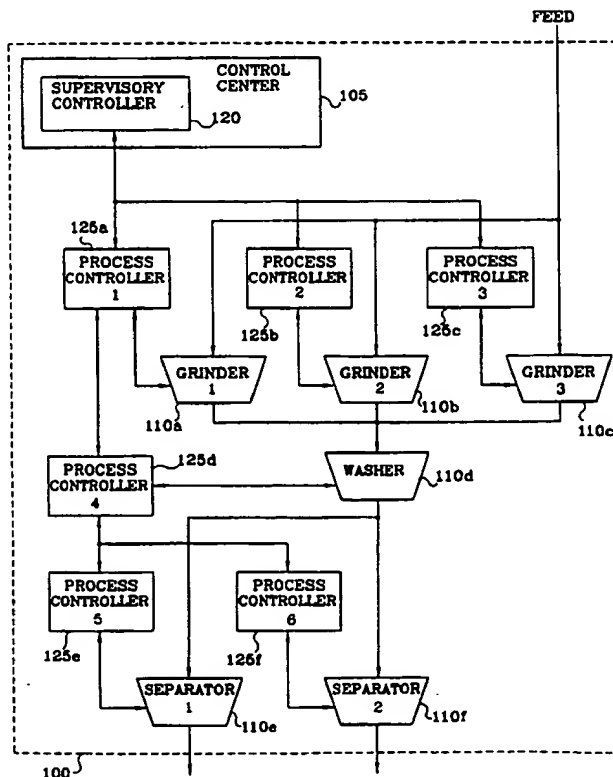 FEED
CONTROL
CENTER
SUPERVISORY
CONTROLLER
120
105
125a
PROCESS
CONTROLLER
1
PROCESS
CONTROLLER
2
125b
PROCESS
CONTROLLER
3
125c
GRINDER
1
110a
GRINDER
2
110b
GRINDER
3
110c
125d
PROCESS
CONTROLLER
4
WASHER
110d
PROCESS
CONTROLLER
5
125e
PROCESS
CONTROLLER
6
125f
SEPARATOR
1
110e
SEPARATOR
2
110f
100